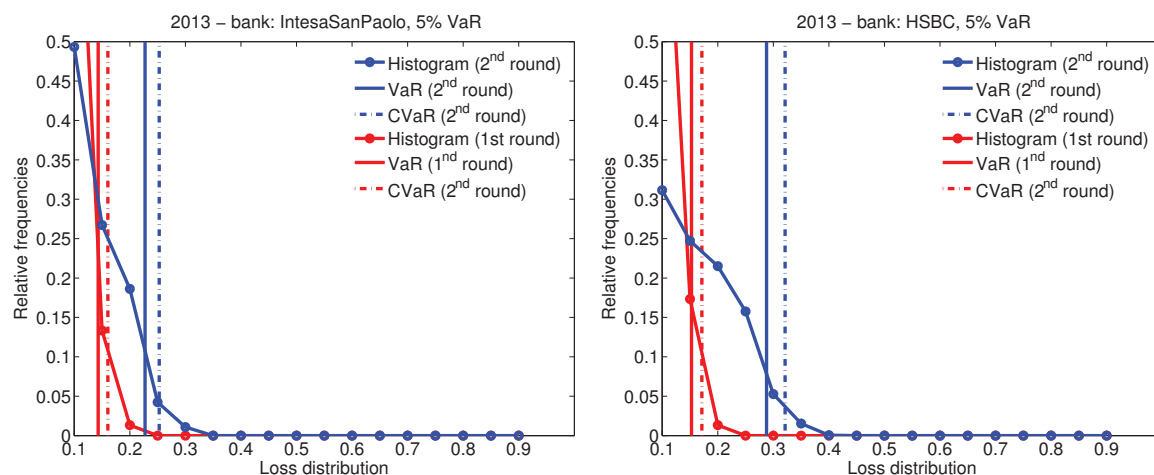 2013 – bank: IntesaSanPaolo, 5% VaR
0.5
0.45
0.4
0.35
0.3
0.25
0.2
0.15
0.1
0.05
0
Relative frequencies
Histogram (2nd round)
VaR (2nd round)
CVaR (2nd round)
Histogram (1st round)
VaR (1nd round)
CVaR (2nd round)
0.1 0.2 0.3 0.4 0.5 0.6 0.7 0.8 0.9
Loss distribution
2013 – bank: HSBC, 5% VaR
0.5
0.45
0.4
0.35
0.3
0.25
0.2
0.15
0.1
0.05
0
Relative frequencies
Histogram (2nd round)
VaR (2nd round)
CVaR (2nd round)
Histogram (1st round)
VaR (1nd round)
CVaR (2nd round)
0.1 0.2 0.3 0.4 0.5 0.6 0.7 0.8 0.9
Loss distribution